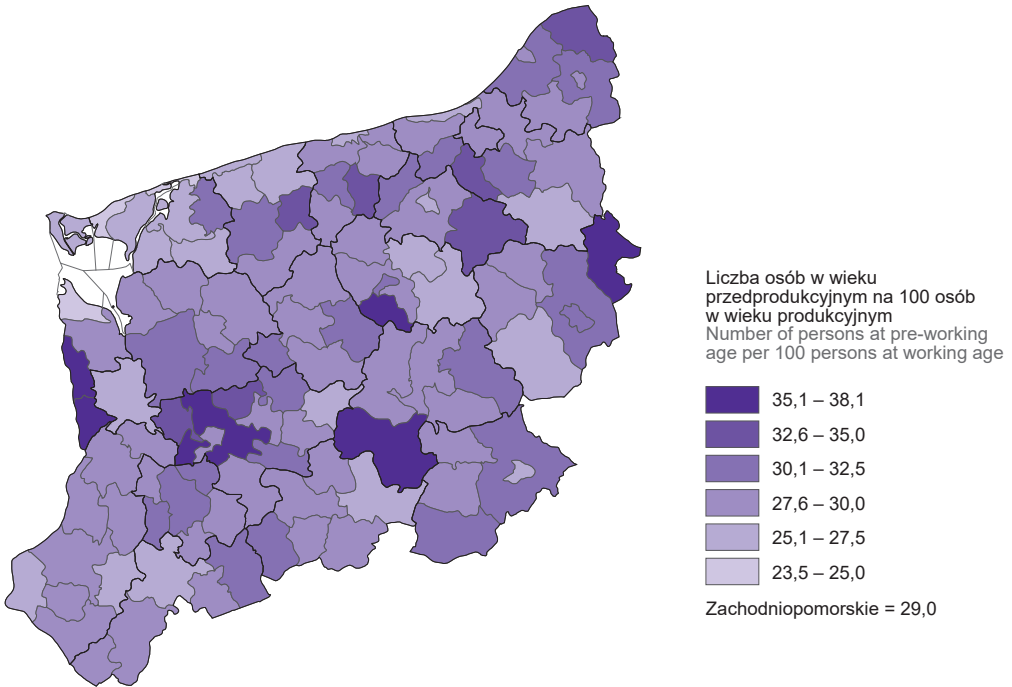 Liczba osób w wieku
przedprodukcyjnym na 100 osób
w wieku produkcyjnym
Number of persons at pre-working
age per 100 persons at working age
35,1 – 38,1
32,6 – 35,0
30,1 – 32,5
27,6 – 30,0
25,1 – 27,5
23,5 – 25,0
Zachodniopomorskie = 29,0